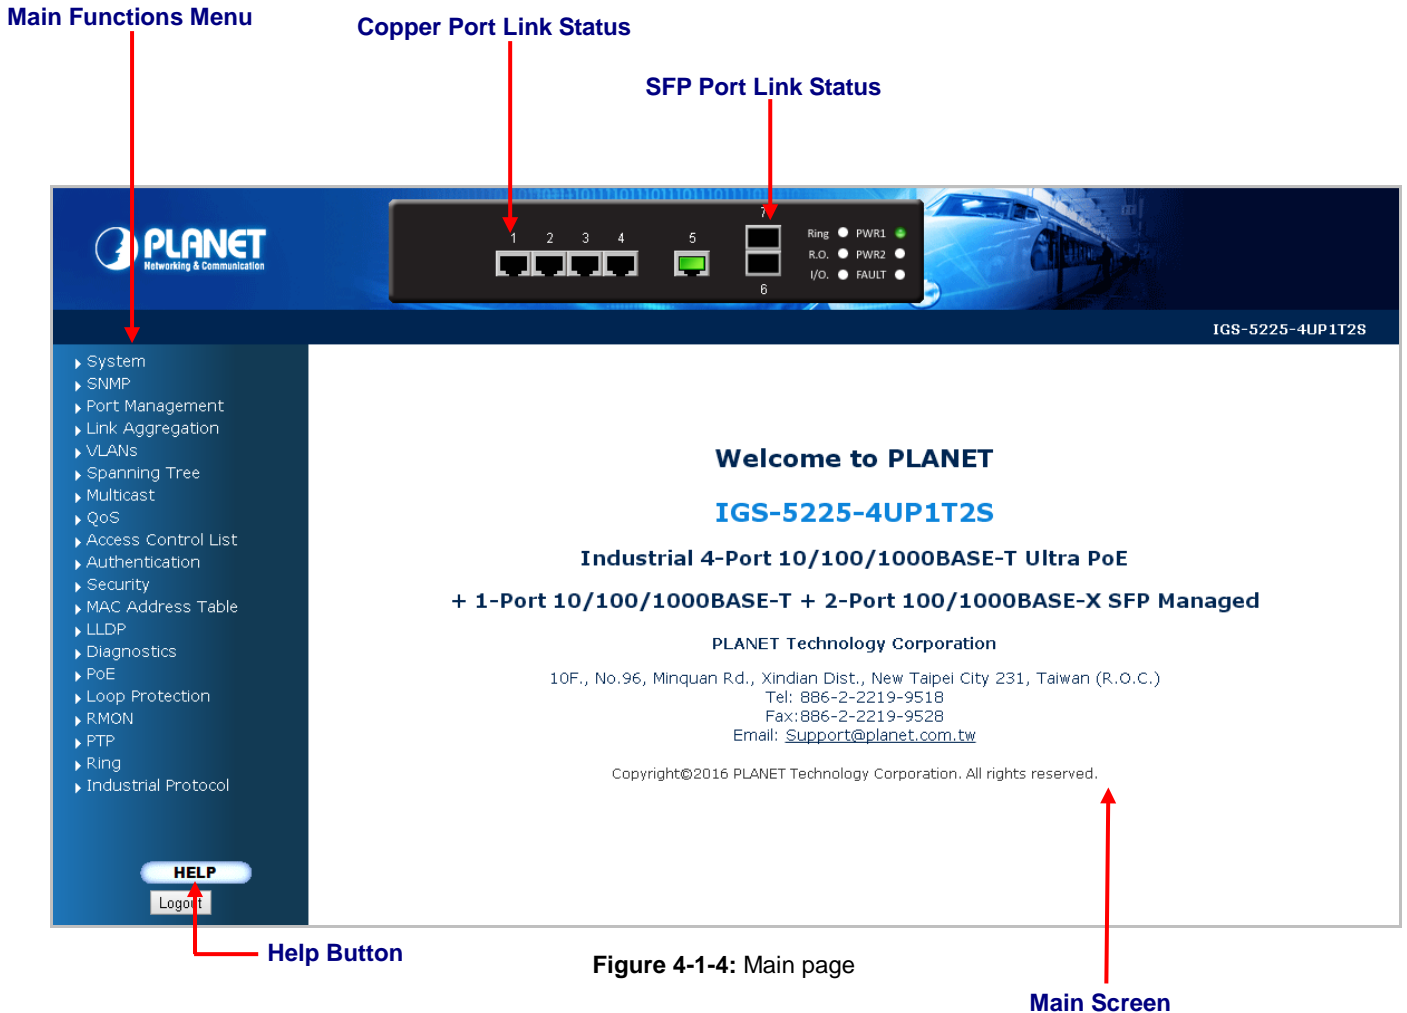 Main Functions Menu
Copper Port Link Status
SFP Port Link Status
PLANET
Networking & Communication
1 2 3 4 5
7
6
Ring PWR1
R.O. PWR2
I/O. FAULT
IGS-5225-4UP1T2S
System
SNMP
Port Management
Link Aggregation
VLANs
Spanning Tree
Multicast
QoS
Access Control List
Authentication
Security
MAC Address Table
LLDP
Diagnostics
PoE
Loop Protection
RMON
PTP
Ring
Industrial Protocol
HELP
Logout
Welcome to PLANET
IGS-5225-4UP1T2S
Industrial 4-Port 10/100/1000BASE-T Ultra PoE
+ 1-Port 10/100/1000BASE-T + 2-Port 100/1000BASE-X SFP Managed
PLANET Technology Corporation
10F., No.96, Minquan Rd., Xindian Dist., New Taipei City 231, Taiwan (R.O.C.)
Tel: 886-2-2219-9518
Fax:886-2-2219-9528
Email: Support@planet.com.tw
Copyright©2016 PLANET Technology Corporation. All rights reserved.
Help Button
Figure 4-1-4: Main page
Main Screen